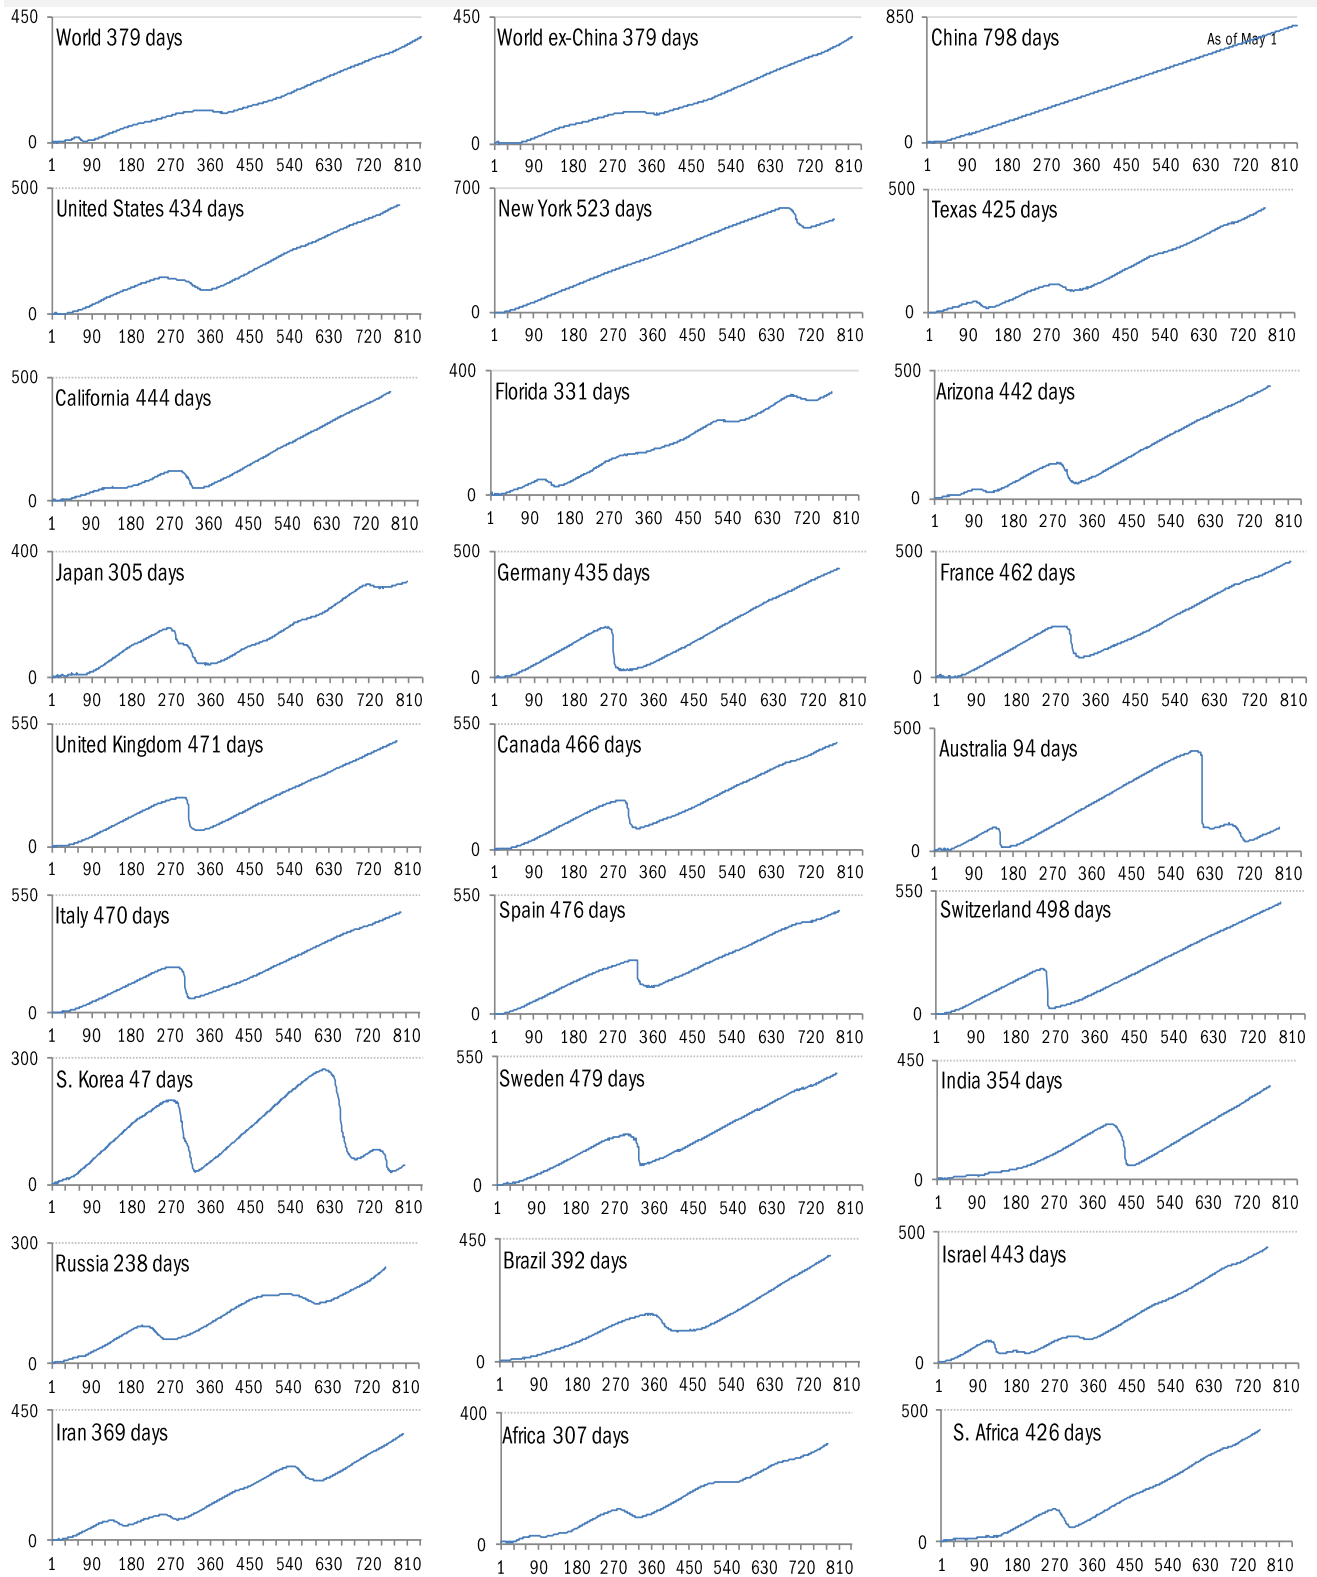 450 450 850
World 379 days World ex-China 379 days China 798 days
As of May 1
0 0 0
1 90 180 270 360 450 540 630 720 810 1 90 180 270 360 450 540 630 720 810 1 90 180 270 360 450 540 630 720 810
500 700 500
United States 434 days New York 523 days Texas 425 days
0 0 0
1 90 180 270 360 450 540 630 720 810 1 90 180 270 360 450 540 630 720 810 1 90 180 270 360 450 540 630 720 810
500 400 500
California 444 days Florida 331 days Arizona 442 days
0 0 0
1 90 180 270 360 450 540 630 720 810 1 90 180 270 360 450 540 630 720 810 1 90 180 270 360 450 540 630 720 810
400 500 500
Japan 305 days Germany 435 days France 462 days
0 0 0
1 90 180 270 360 450 540 630 720 810 1 90 180 270 360 450 540 630 720 810 1 90 180 270 360 450 540 630 720 810
550 550 500
United Kingdom 471 days Canada 466 days Australia 94 days
0 0 0
1 90 180 270 360 450 540 630 720 810 1 90 180 270 360 450 540 630 720 810 1 90 180 270 360 450 540 630 720 810
550 550 550
Italy 470 days Spain 476 days Switzerland 498 days
0 0 0
1 90 180 270 360 450 540 630 720 810 1 90 180 270 360 450 540 630 720 810 1 90 180 270 360 450 540 630 720 810
300 550 450
S. Korea 47 days Sweden 479 days India 354 days
0 0 0
1 90 180 270 360 450 540 630 720 810 1 90 180 270 360 450 540 630 720 810 1 90 180 270 360 450 540 630 720 810
300 450 500
Russia 238 days Brazil 392 days Israel 443 days
0 0 0
1 90 180 270 360 450 540 630 720 810 1 90 180 270 360 450 540 630 720 810 1 90 180 270 360 450 540 630 720 810
450 400 500
Iran 369 days Africa 307 days S. Africa 426 days
0 0 0
1 90 180 270 360 450 540 630 720 810 1 90 180 270 360 450 540 630 720 810 1 90 180 270 360 450 540 630 720 810